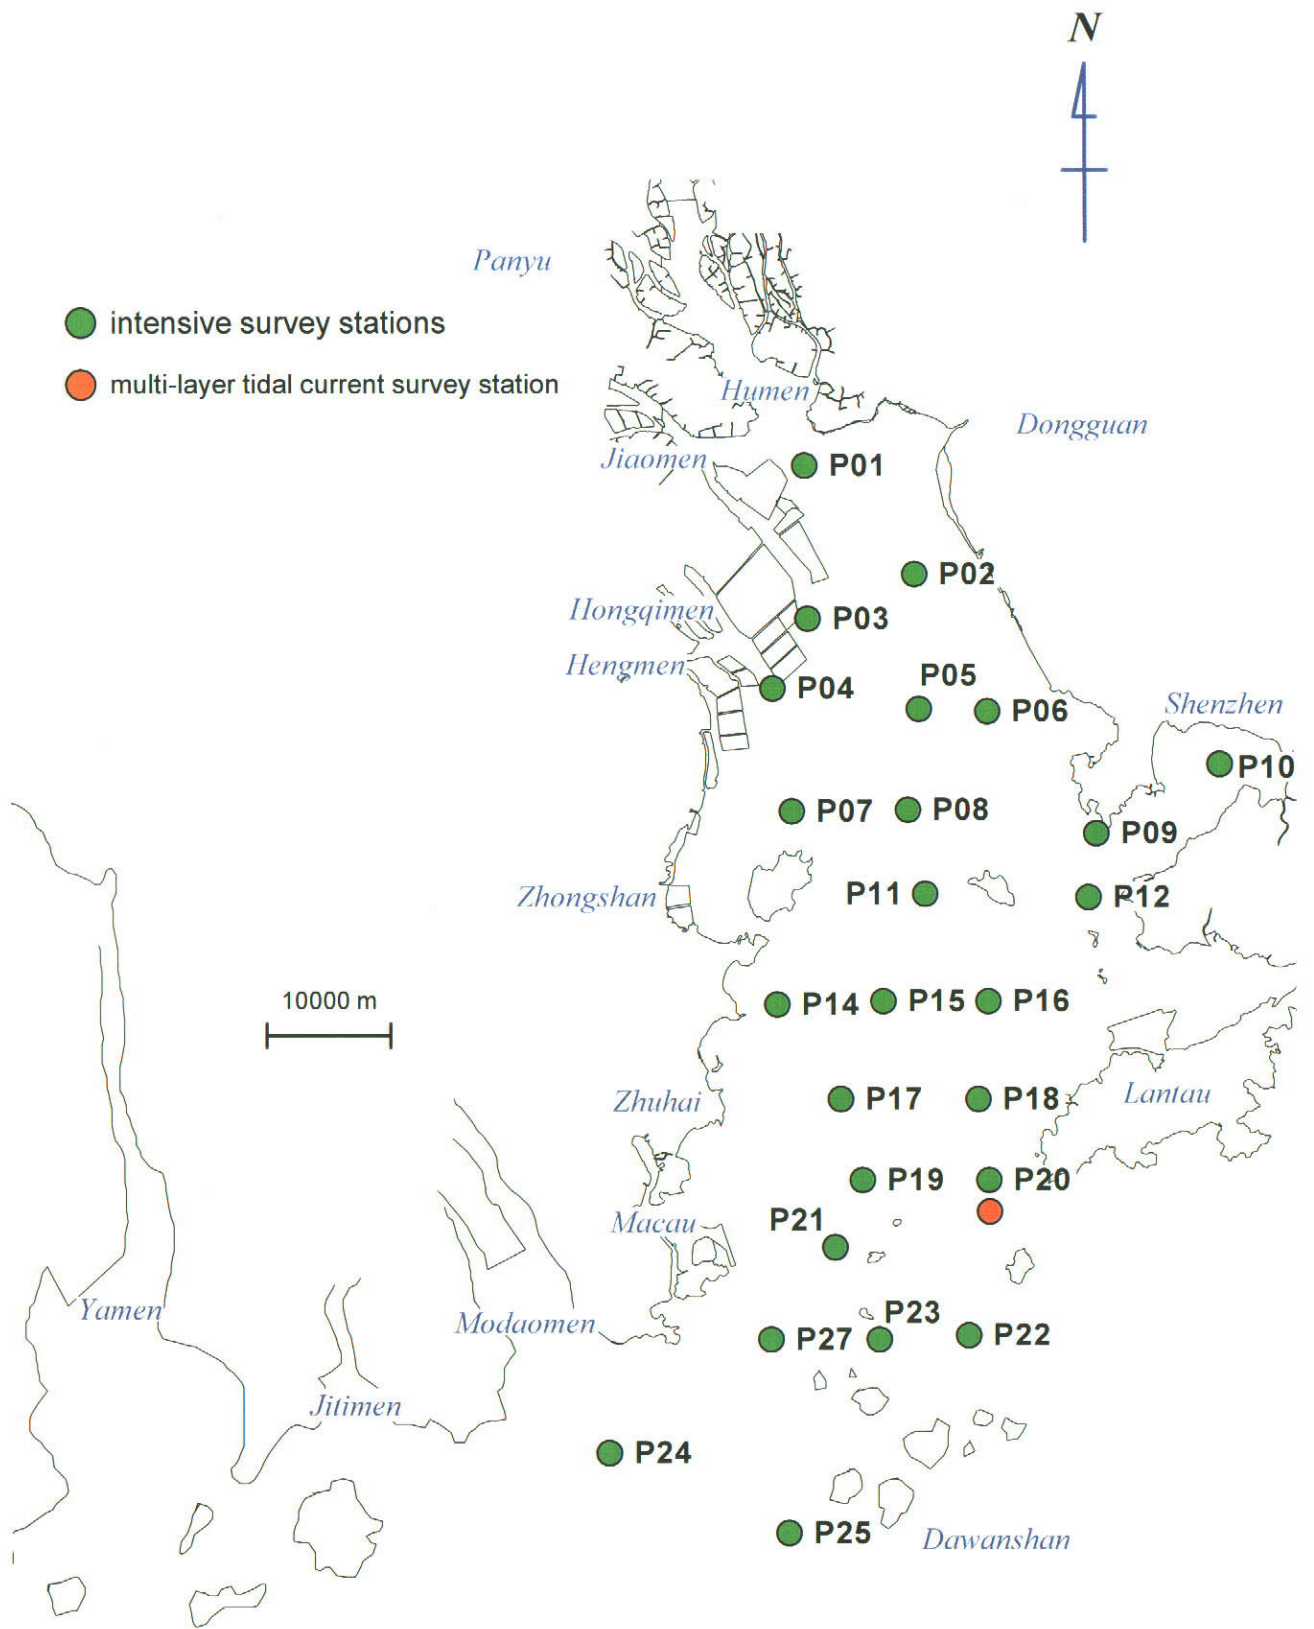 N
Panyu
intensive survey stations
multi-layer tidal current survey station
Humen
Dongguan
Jiaomen
P01
P02
Hongqimen
P03
Hengmen
P04
P05
P06
Shenzhen
P10
P07
P08
P09
Zhongshan
P11
P12
10000 m
P14
P15
P16
Zhuhai
P17
P18
Lantau
P19
P20
Macau
P21
Yamen
Modaomen
P27
P23
P22
Jitimen
P24
P25
Dawanshan